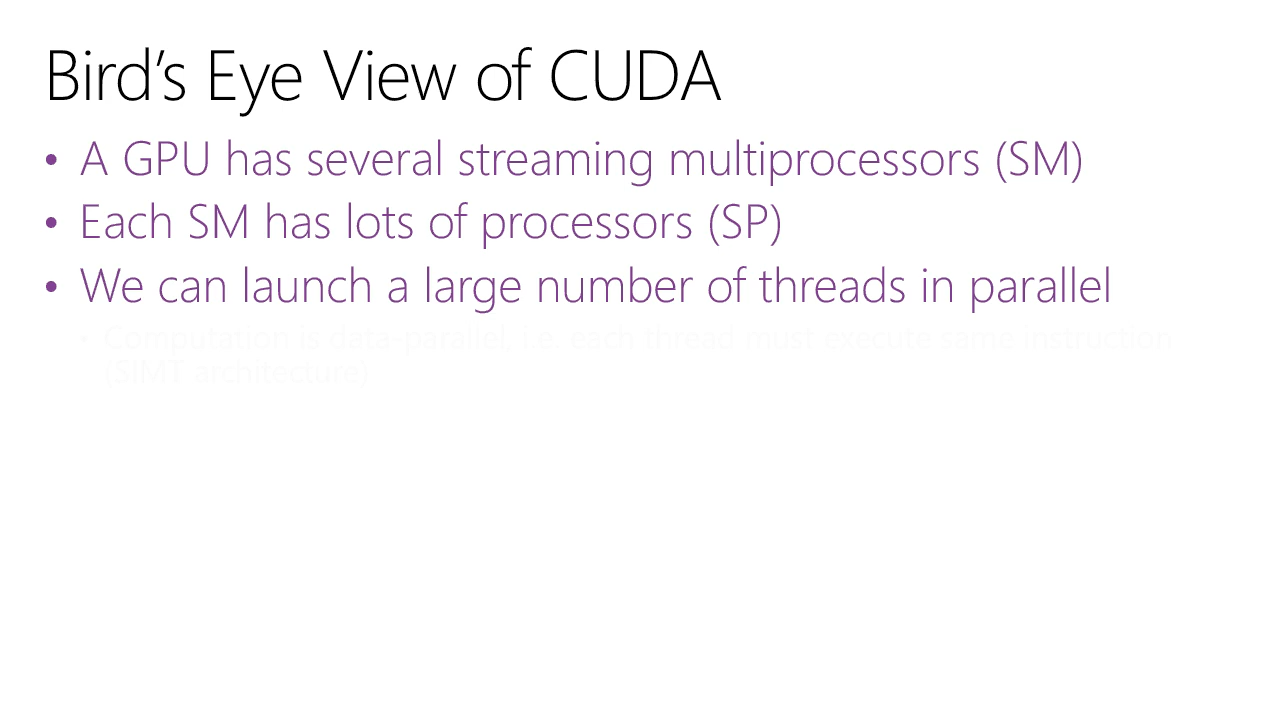 Bird's Eye View of CUDA
• A GPU has several streaming multiprocessors (SM)
• Each SM has lots of processors (SP)
• We can launch a large number of threads in parallel
• Computation is data-parallel, i.e. each thread must execute same instruction
(SIMT architecture)